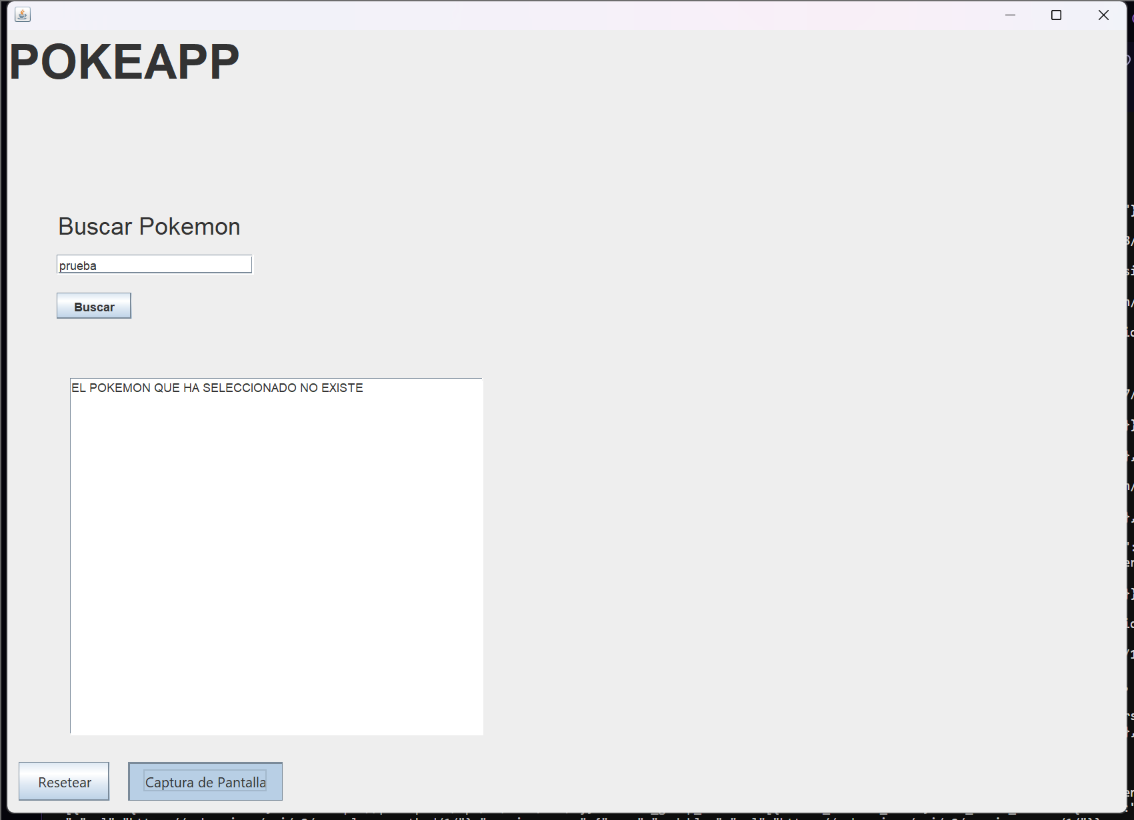 POKEAPP
Buscar Pokemon
prueba
Buscar
EL POKEMON QUE HA SELECCIONADO NO EXISTE
Resetear
Captura de Pantalla